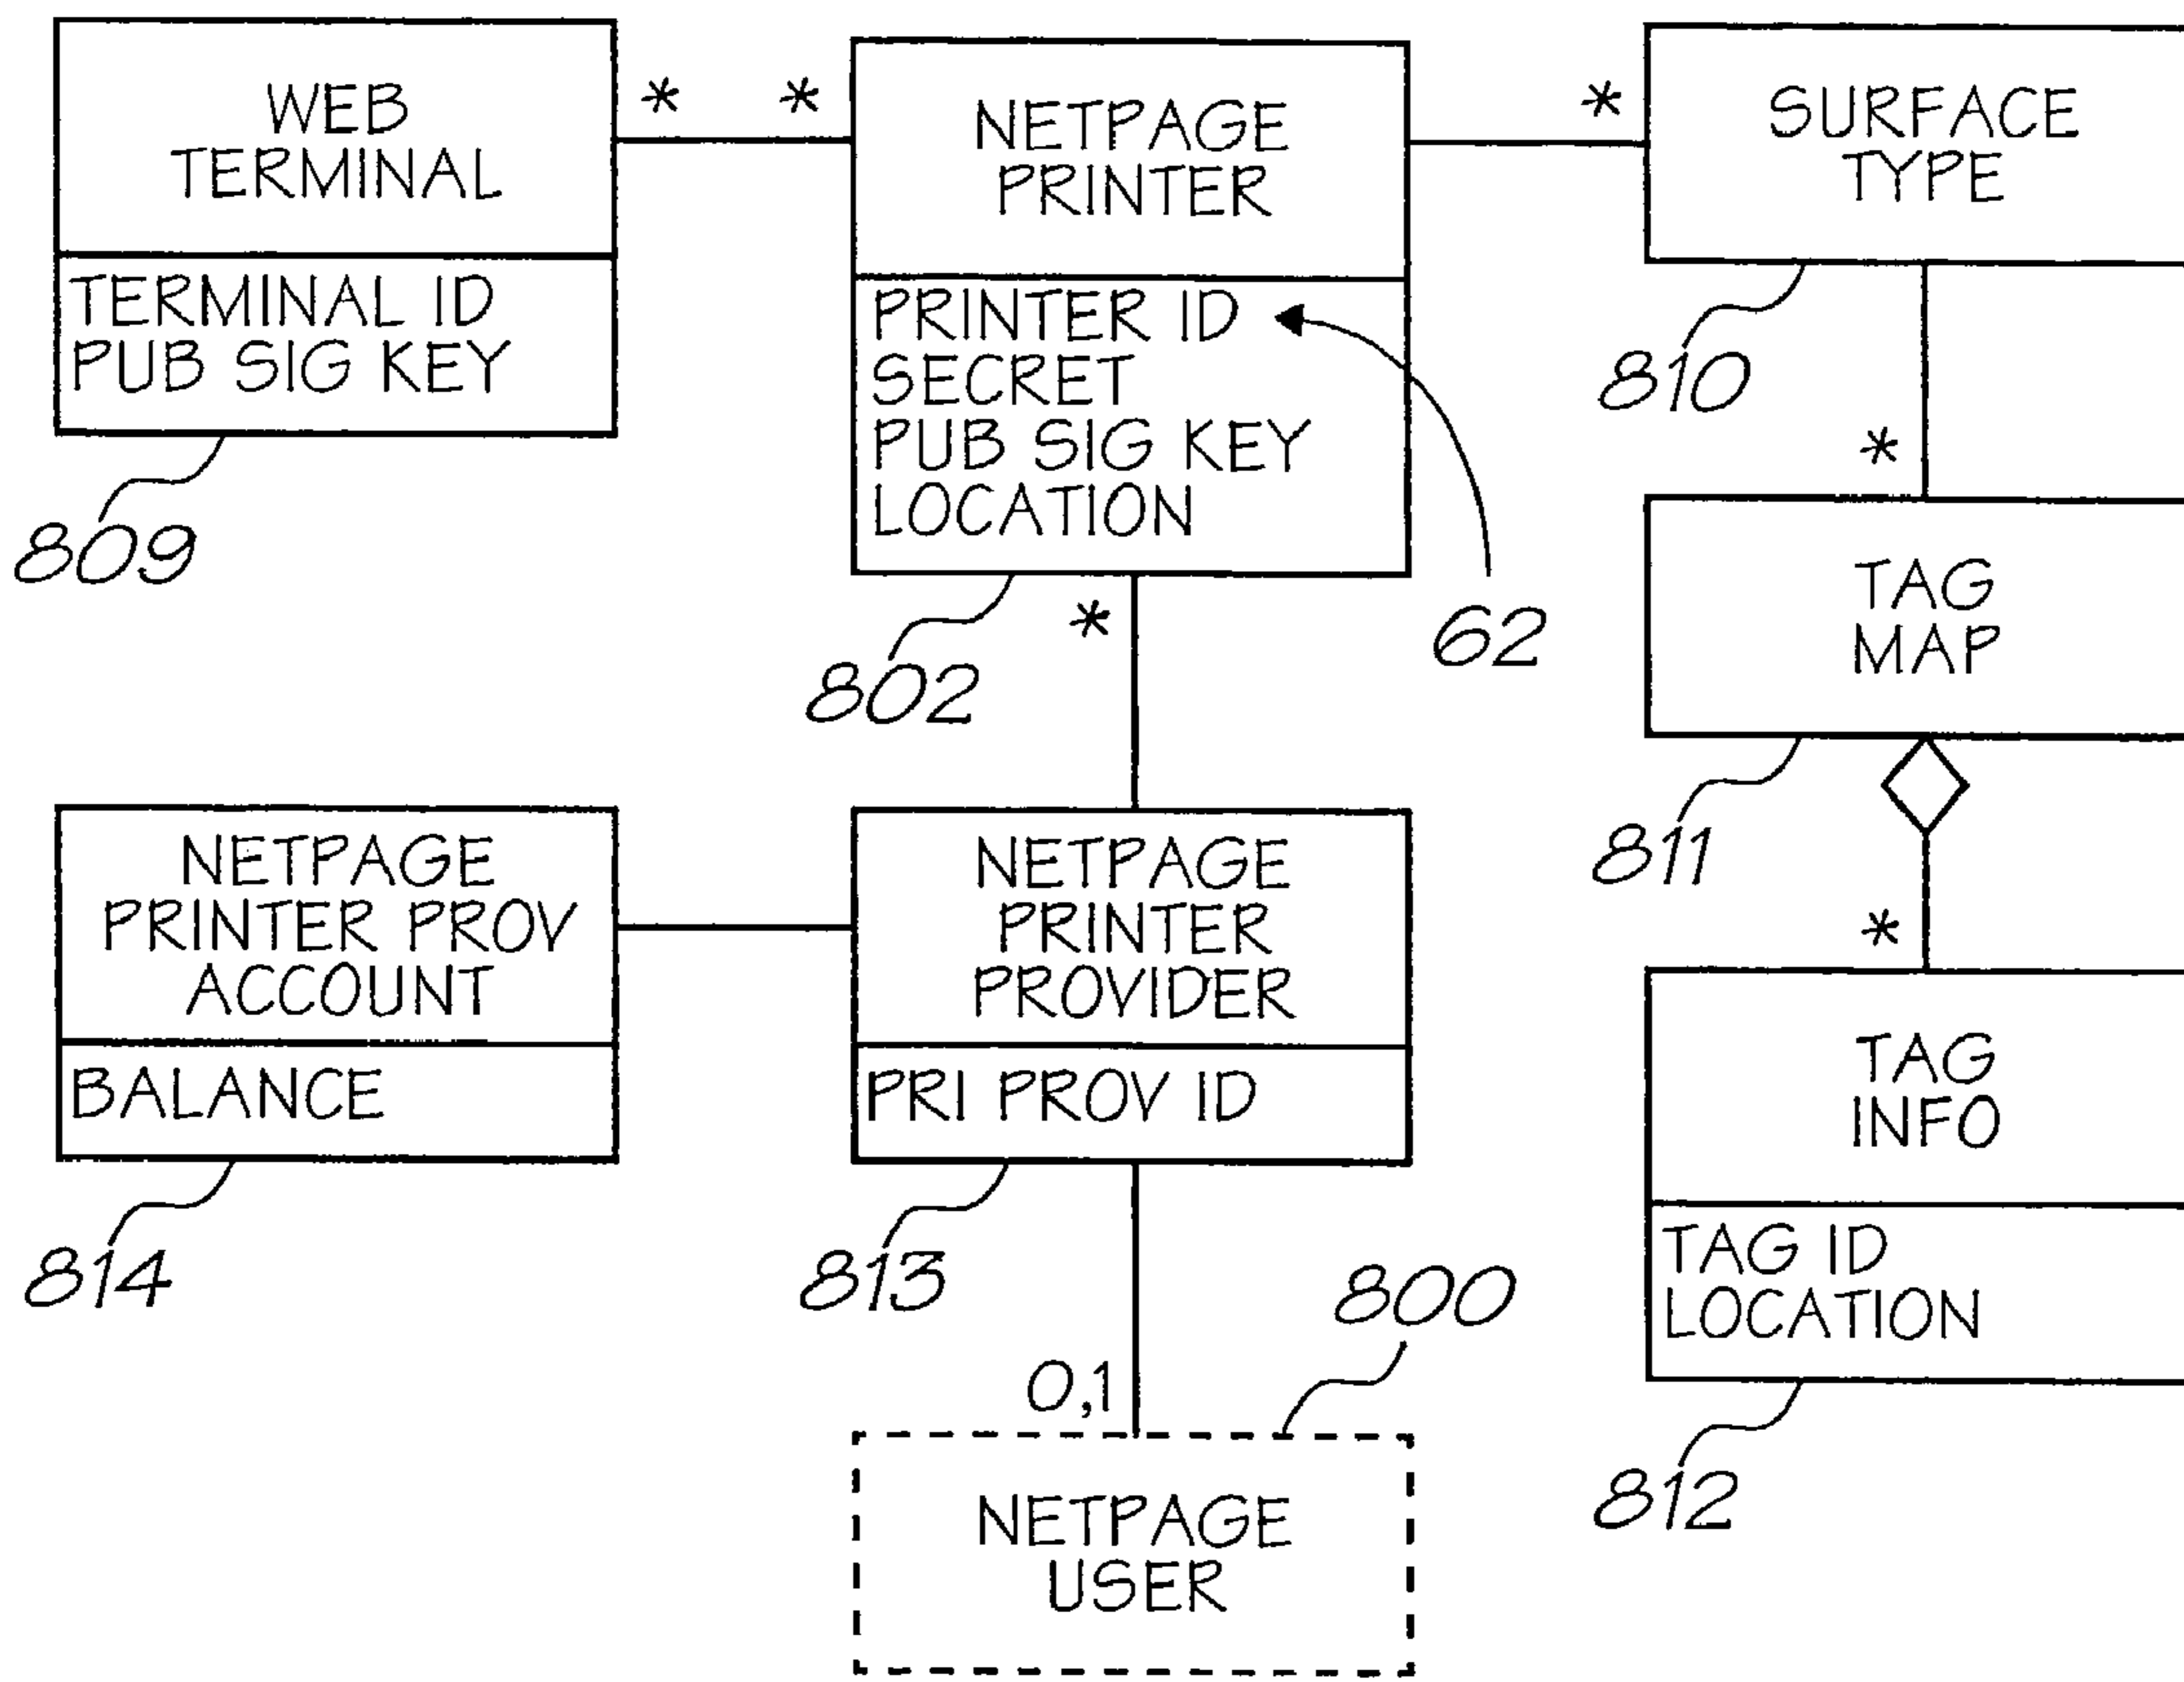 WEB
TERMINAL
TERMINAL ID
PUB SIG KEY
809
*
*
NETPAGE
PRINTER
PRINTER ID
SECRET
PUB SIG KEY
LOCATION
62
802
*
*
SURFACE
TYPE
810
*
TAG
MAP
811
*
TAG
INFO
TAG ID
LOCATION
812
NETPAGE
PRINTER PROV
ACCOUNT
BALANCE
814
NETPAGE
PRINTER
PROVIDER
PRI PROV ID
813
0,1
800
NETPAGE
USER